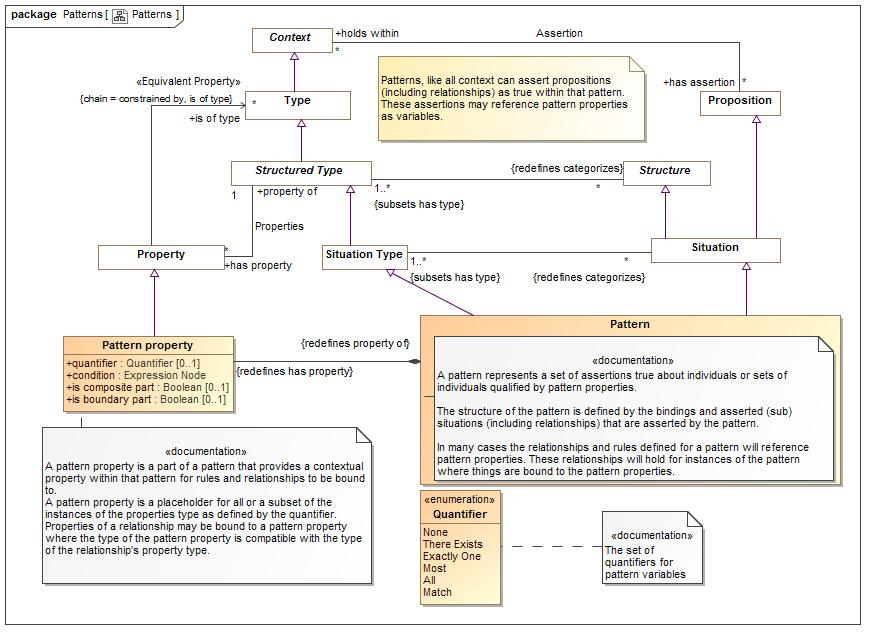 package Patterns [ Patterns ]
Context
+holds within
*
Assertion
«Equivalent Property»
{chain = constrained by, is of type}
*
+is of type
Type
Patterns, like all context can assert propositions
(including relationships) as true within that pattern.
These assertions may reference pattern properties
as variables.
+has assertion *
Proposition
Structured Type
{redefines categorizes}
Structure
1
+property of
1..*
*
{subsets has type}
Properties
Property
*
+has property
Situation Type
1..*
*
{subsets has type}
{redefines categorizes}
Situation
Pattern property
+quantifier : Quantifier [0..1]
+condition : Expression Node
+is composite part : Boolean [0..1]
+is boundary part : Boolean [0..1]
{redefines property of}
{redefines has property}
Pattern
«documentation»
A pattern represents a set of assertions true about individuals or sets of
individuals qualified by pattern properties.
The structure of the pattern is defined by the bindings and asserted (sub)
situations (including relationships) that are asserted by the pattern.
In many cases the relationships and rules defined for a pattern will reference
pattern properties. These relationships will hold for instances of the pattern
where things are bound to the pattern properties.
«documentation»
A pattern property is a part of a pattern that provides a contextual
property within that pattern for rules and relationships to be bound
to.
A pattern property is a placeholder for all or a subset of the
instances of the properties type as defined by the quantifier.
Properties of a relationship may be bound to a pattern property
where the type of the pattern property is compatible with the type
of the relationship's property type.
«enumeration»
Quantifier
None
There Exists
Exactly One
Most
All
Match
«documentation»
The set of
quantifiers for
pattern variables